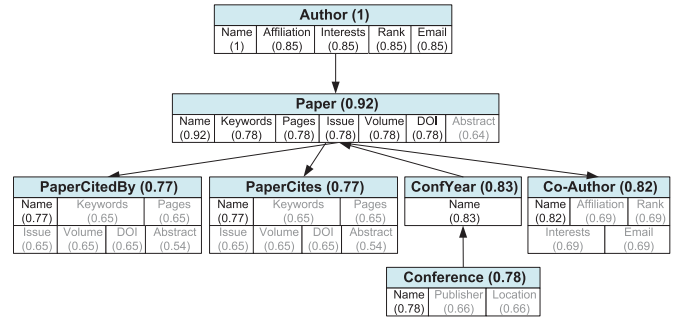 Author (1)
Name Affiliation Interests Rank Email
(1) (0.85) (0.85) (0.85) (0.85)
Paper (0.92)
Name Keywords Pages Issue Volume DOI Abstract
(0.92) (0.78) (0.78) (0.78) (0.78) (0.78) (0.64)
PaperCitedBy (0.77)
Name Keywords Pages
(0.77) (0.65) (0.65)
Issue Volume DOI Abstract
(0.65) (0.65) (0.65) (0.54)
PaperCites (0.77)
Name Keywords Pages
(0.77) (0.65) (0.65)
Issue Volume DOI Abstract
(0.65) (0.65) (0.65) (0.54)
ConfYear (0.83)
Name
(0.83)
Co-Author (0.82)
Name Affiliation Rank
(0.82) (0.69) (0.69)
Interests Email
(0.69) (0.69)
Conference (0.78)
Name Publisher Location
(0.78) (0.66) (0.66)